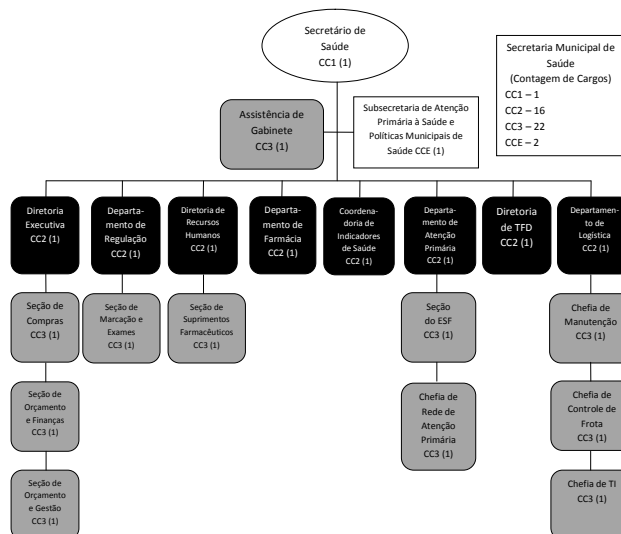 Secretário de
Saúde
CC1 (1)
Secretaria Municipal de
Saúde
(Contagem de Cargos)
CC1 – 1
CC2 – 16
CC3 – 22
CCE – 2
Assistência de
Gabinete
CC3 (1)
Subsecretaria de Atenção
Primária à Saúde e
Políticas Municipais de
Saúde CCE (1)
Diretoria
Executiva
CC2 (1)
Departa-
mento de
Regulação
CC2 (1)
Diretoria de
Recursos
Humanos
CC2 (1)
Departa-
mento de
Farmácia
CC2 (1)
Coordena-
doria de
Indicadores
de Saúde
CC2 (1)
Departa-
mento de
Atenção
Primária
CC2 (1)
Diretoria
de TFD
CC2 (1)
Departamen-
to de
Logística
CC2 (1)
Seção de
Compras
CC3 (1)
Seção de
Marcação e
Exames
CC3 (1)
Seção de
Suprimentos
Farmacêuticos
CC3 (1)
Seção
do ESF
CC3 (1)
Chefia de
Manutenção
CC3 (1)
Seção de
Orçamento
e Finanças
CC3 (1)
Chefia de
Rede de
Atenção
Primária
CC3 (1)
Chefia de
Controle de
Frota
CC3 (1)
Seção de
Orçamento
e Gestão
CC3 (1)
Chefia de TI
CC3 (1)